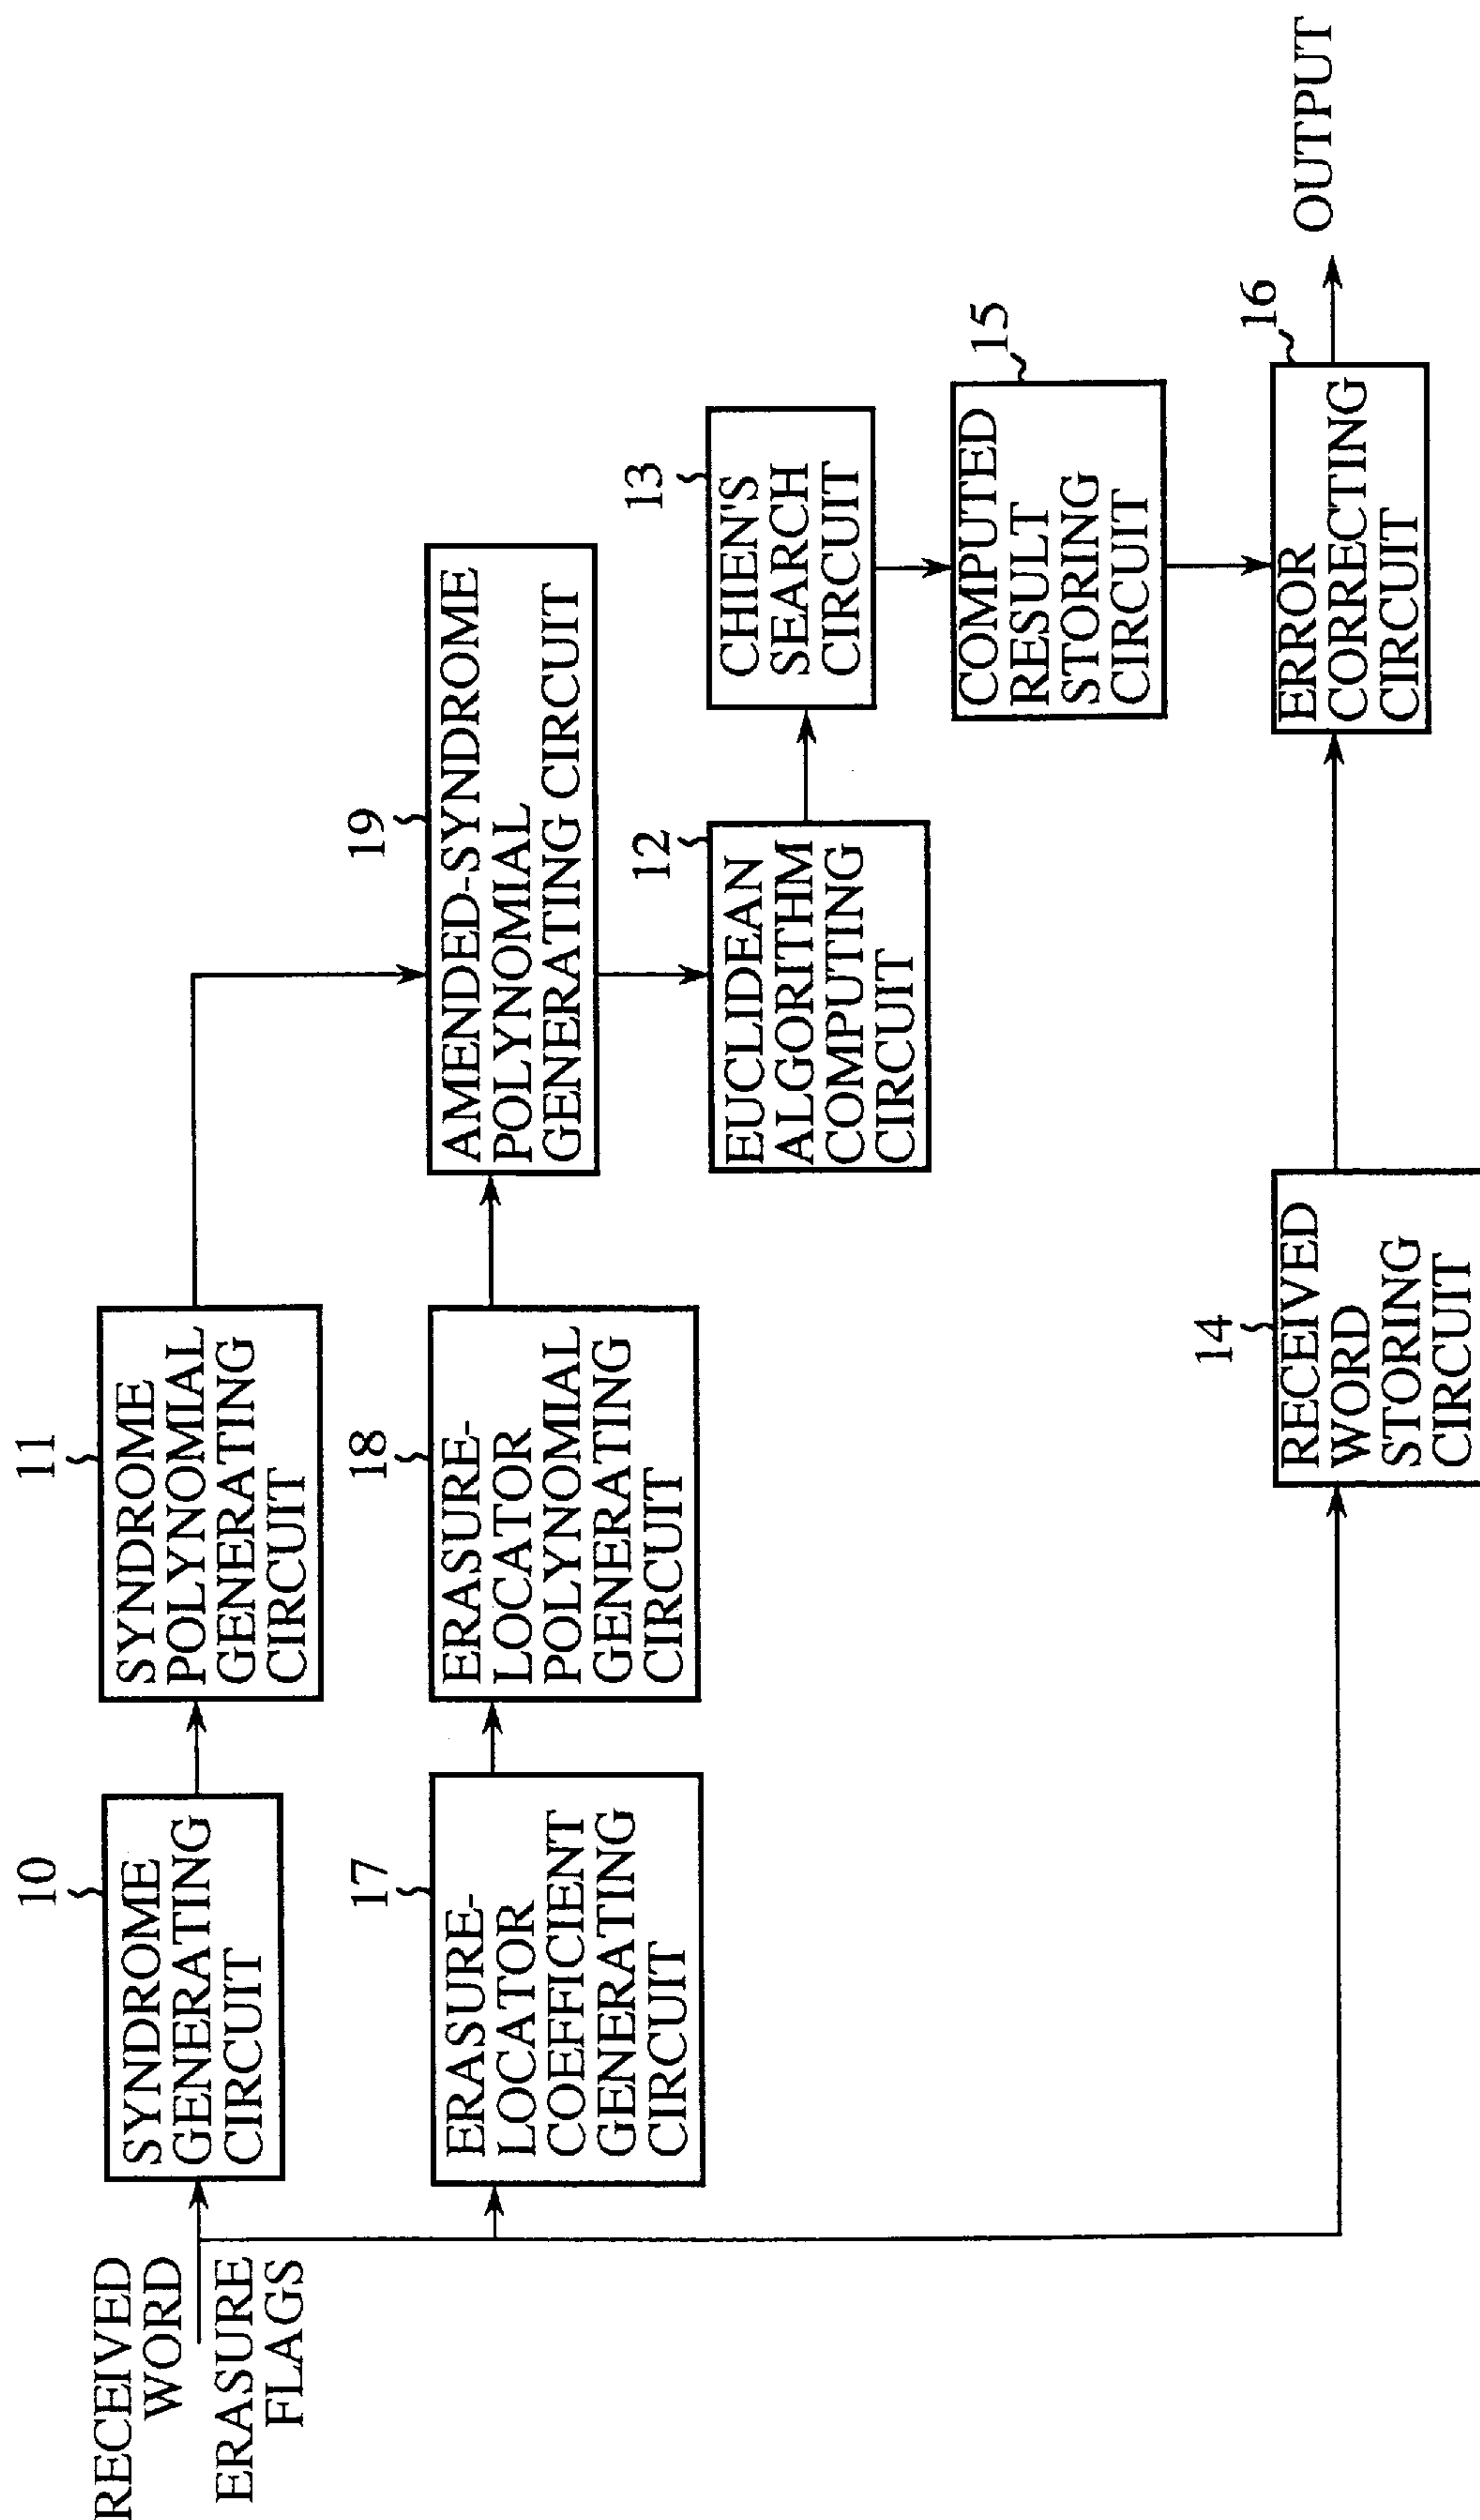 RECEIVED
WORD
ERASURE
FLAGS
10
SYNDROME
GENERATING
CIRCUIT
11
SYNDROME
POLYNOMIAL
GENERATING
CIRCUIT
17
ERASURE-
LOCATOR
COEFFICIENT
GENERATING
CIRCUIT
18
ERASURE-
LOCATOR
POLYNOMIAL
GENERATING
CIRCUIT
19
AMENDED-SYNDROME
POLYNOMIAL
GENERATING CIRCUIT
12
EUCLIDEAN
ALGORITHM
COMPUTING
CIRCUIT
13
CHIEN'S
SEARCH
CIRCUIT
15
COMPUTED
RESULT
STORING
CIRCUIT
14
RECEIVED
WORD
STORING
CIRCUIT
16
ERROR
CORRECTING
CIRCUIT
OUTPUT